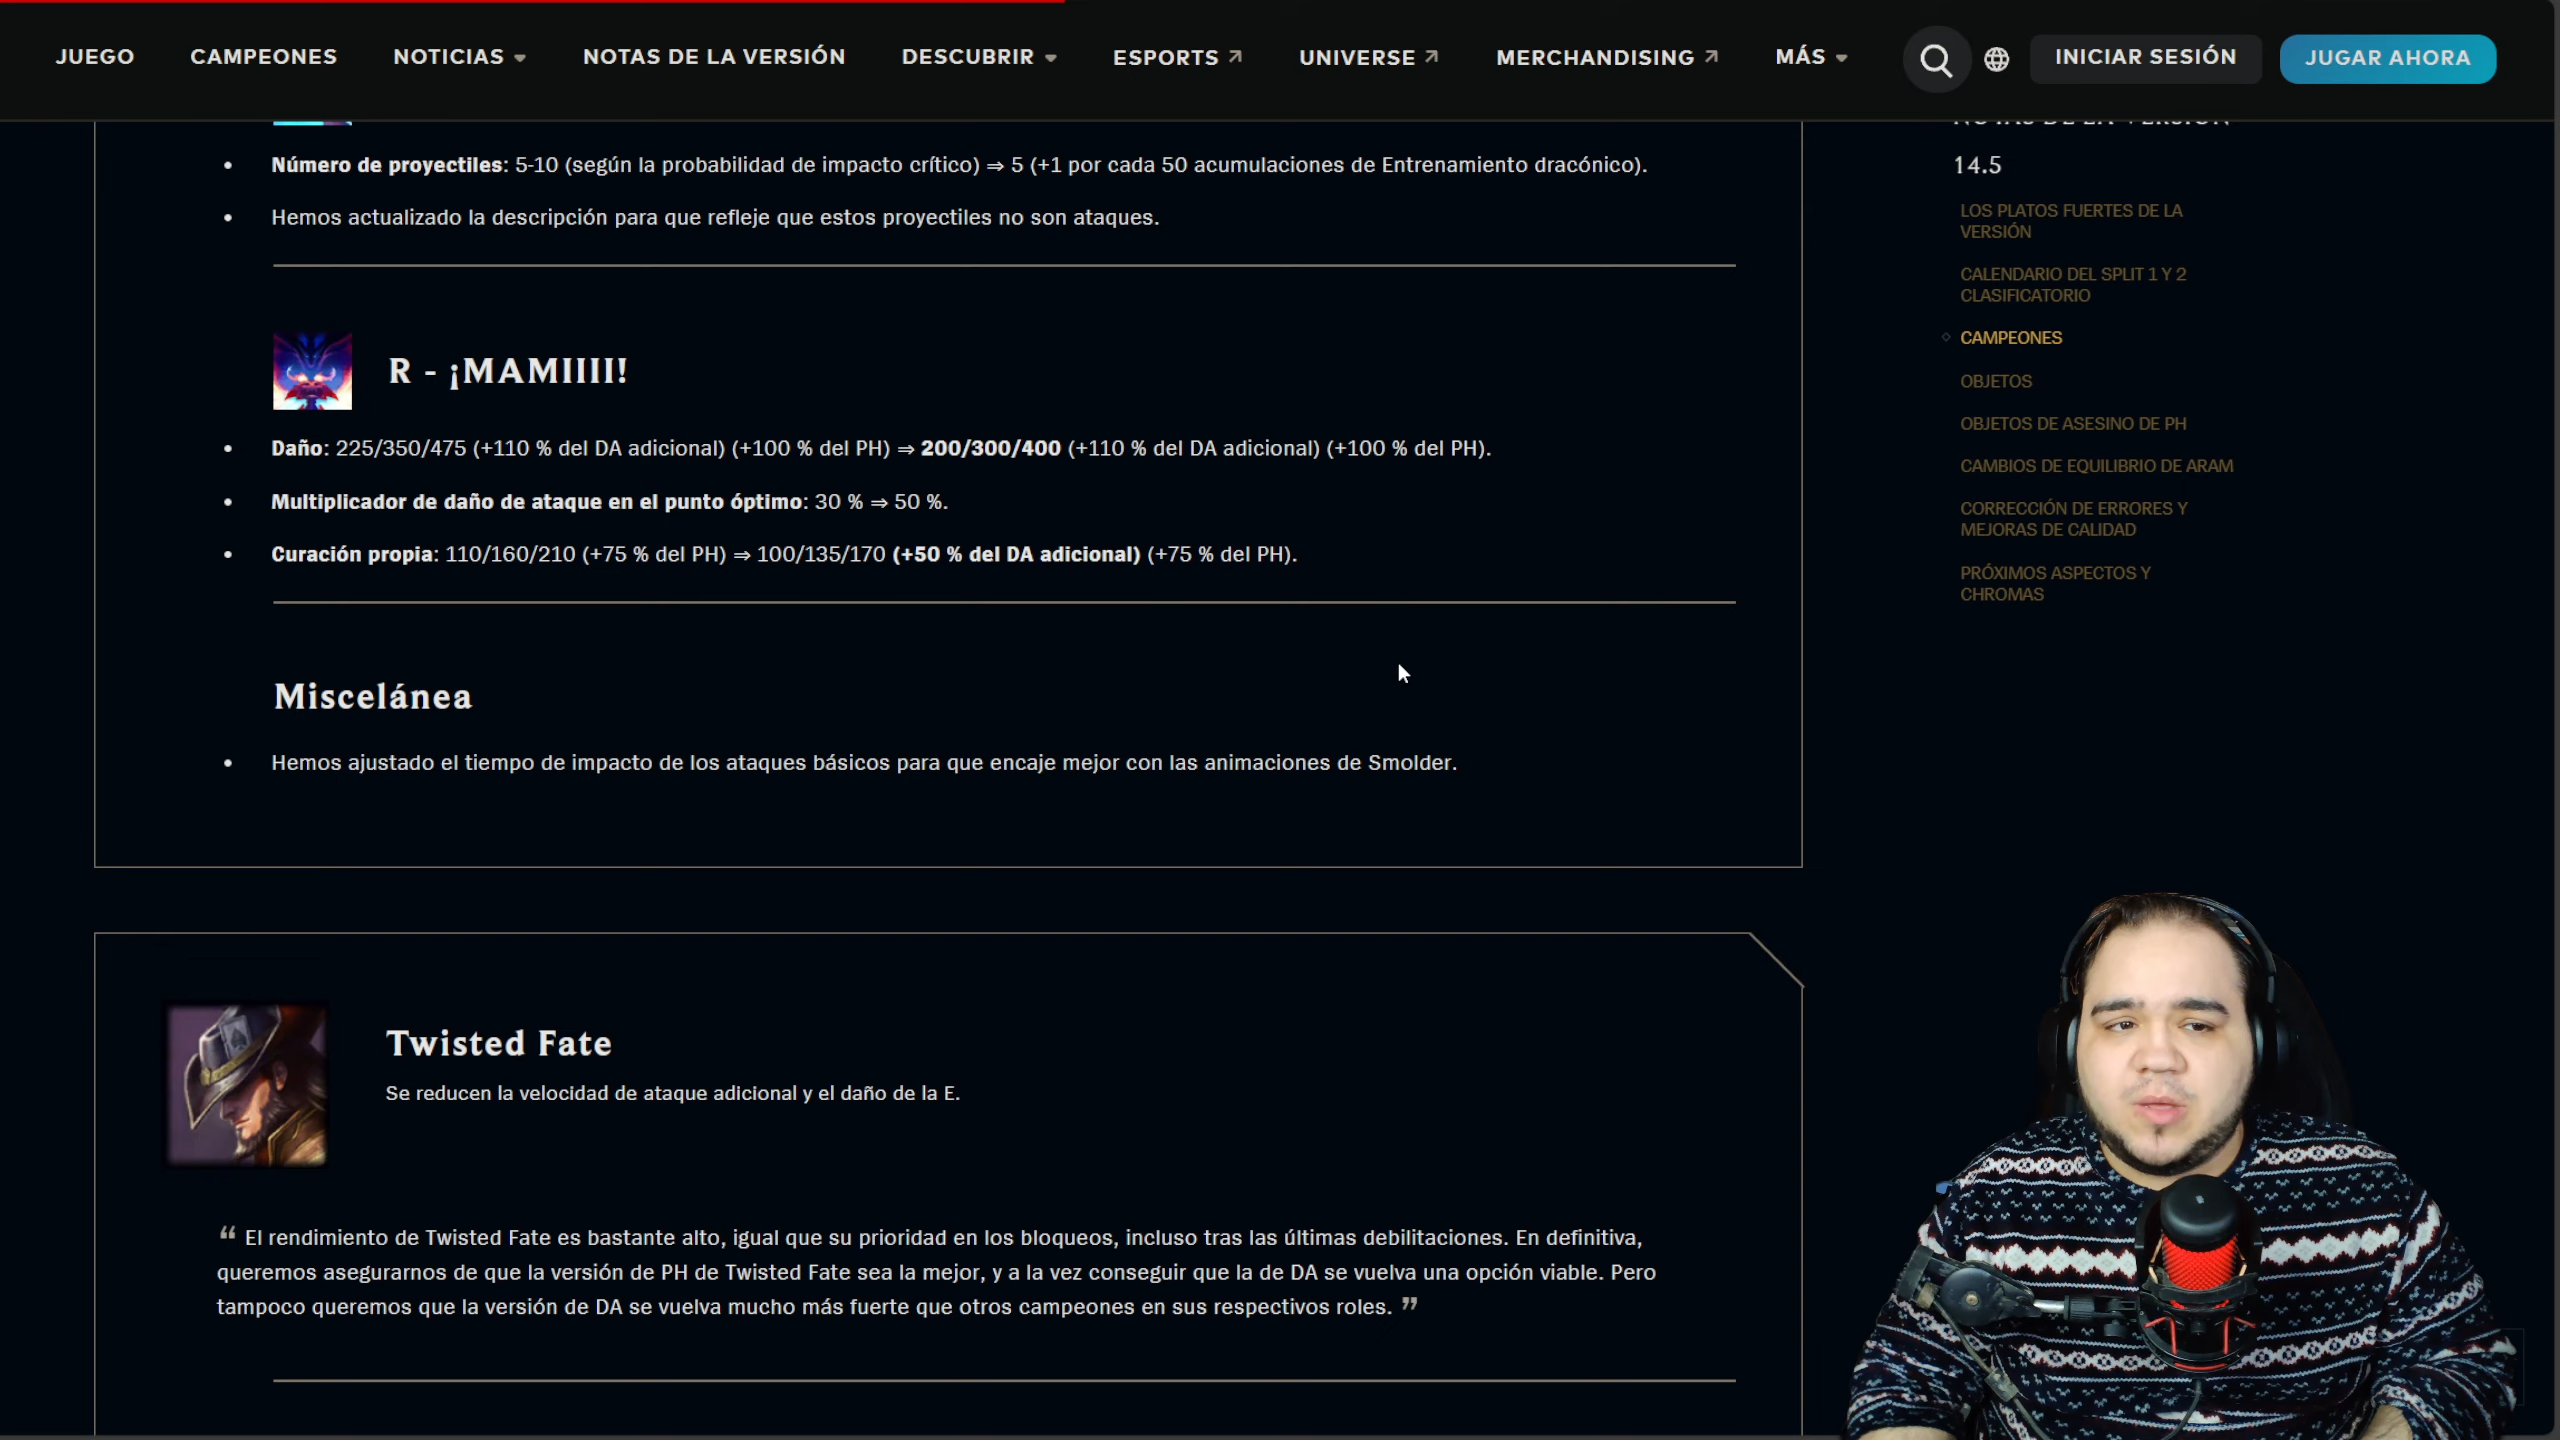 JUEGO CAMPEONES NOTICIAS NOTAS DE LA VERSIÓN DESCUBRIR ESPORTS UNIVERSE MERCHANDISING MÁS INICIAR SESIÓN JUGAR AHORA
Número de proyectiles: 5-10 (según la probabilidad de impacto crítico) ⇒ 5 (+1 por cada 50 acumulaciones de Entrenamiento dracónico).
Hemos actualizado la descripción para que refleje que estos proyectiles no son ataques.
R - ¡MAMIIIII!
Daño: 225/350/475 (+110 % del DA adicional) (+100 % del PH) ⇒ 200/300/400 (+110 % del DA adicional) (+100 % del PH).
Multiplicador de daño de ataque en el punto óptimo: 30 % ⇒ 50 %.
Curación propia: 110/160/210 (+75 % del PH) ⇒ 100/135/170 (+50 % del DA adicional) (+75 % del PH).
Miscelánea
Hemos ajustado el tiempo de impacto de los ataques básicos para que encaje mejor con las animaciones de Smolder.
Twisted Fate
Se reducen la velocidad de ataque adicional y el daño de la E.
“ El rendimiento de Twisted Fate es bastante alto, igual que su prioridad en los bloqueos, incluso tras las últimas debilitaciones. En definitiva,
queremos asegurarnos de que la versión de PH de Twisted Fate sea la mejor, y a la vez conseguir que la de DA se vuelva una opción viable. Pero
tampoco queremos que la versión de DA se vuelva mucho más fuerte que otros campeones en sus respectivos roles. ”
NOTAS DE LA VERSIÓN
14.5
LOS PLATOS FUERTES DE LA
VERSIÓN
CALENDARIO DEL SPLIT 1 Y 2
CLASIFICATORIO
CAMPEONES
OBJETOS
OBJETOS DE ASESINO DE PH
CAMBIOS DE EQUILIBRIO DE ARAM
CORRECCIÓN DE ERRORES Y
MEJORAS DE CALIDAD
PRÓXIMOS ASPECTOS Y
CHROMAS